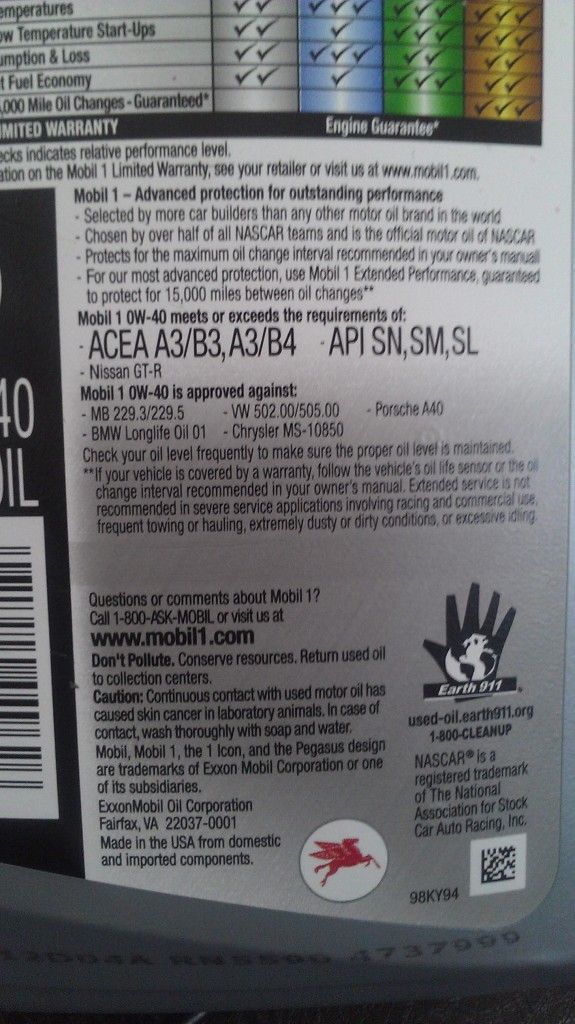 emperatures
ow Temperature Start-Ups
umption & Loss
t Fuel Economy
,000 Mile Oil Changes - Guaranteed*
IMITED WARRANTY Engine Guarantee*
ecks indicates relative performance level.
ation on the Mobil 1 Limited Warranty, see your retailer or visit us at www.mobil1.com.
Mobil 1 – Advanced protection for outstanding performance
- Selected by more car builders than any other motor oil brand in the world
- Chosen by over half of all NASCAR teams and is the official motor oil of NASCAR
- Protects for the maximum oil change interval recommended in your owner's manual
- For our most advanced protection, use Mobil 1 Extended Performance, guaranteed
to protect for 15,000 miles between oil changes**
Mobil 1 0W-40 meets or exceeds the requirements of:
- ACEA A3/B3, A3/B4 - API SN, SM, SL
- Nissan GT-R
Mobil 1 0W-40 is approved against:
- MB 229.3/229.5 - VW 502.00/505.00 - Porsche A40
- BMW Longlife Oil 01 - Chrysler MS-10850
Check your oil level frequently to make sure the proper oil level is maintained.
**If your vehicle is covered by a warranty, follow the vehicle's oil life sensor or the oil
change interval recommended in your owner's manual. Extended service is not
recommended in severe service applications involving racing and commercial use,
frequent towing or hauling, extremely dusty or dirty conditions, or excessive idling.
40
OIL
Questions or comments about Mobil 1?
Call 1-800-ASK-MOBIL or visit us at
www.mobil1.com
Don't Pollute. Conserve resources. Return used oil
to collection centers.
Caution: Continuous contact with used motor oil has
caused skin cancer in laboratory animals. In case of
contact, wash thoroughly with soap and water.
Mobil, Mobil 1, the 1 Icon, and the Pegasus design
are trademarks of Exxon Mobil Corporation or one
of its subsidiaries.
ExxonMobil Oil Corporation
Fairfax, VA 22037-0001
Made in the USA from domestic
and imported components.
Earth 911®
used-oil.earth911.org
1-800-CLEANUP
NASCAR® is a
registered trademark
of The National
Association for Stock
Car Auto Racing, Inc.
98KY94
4737999